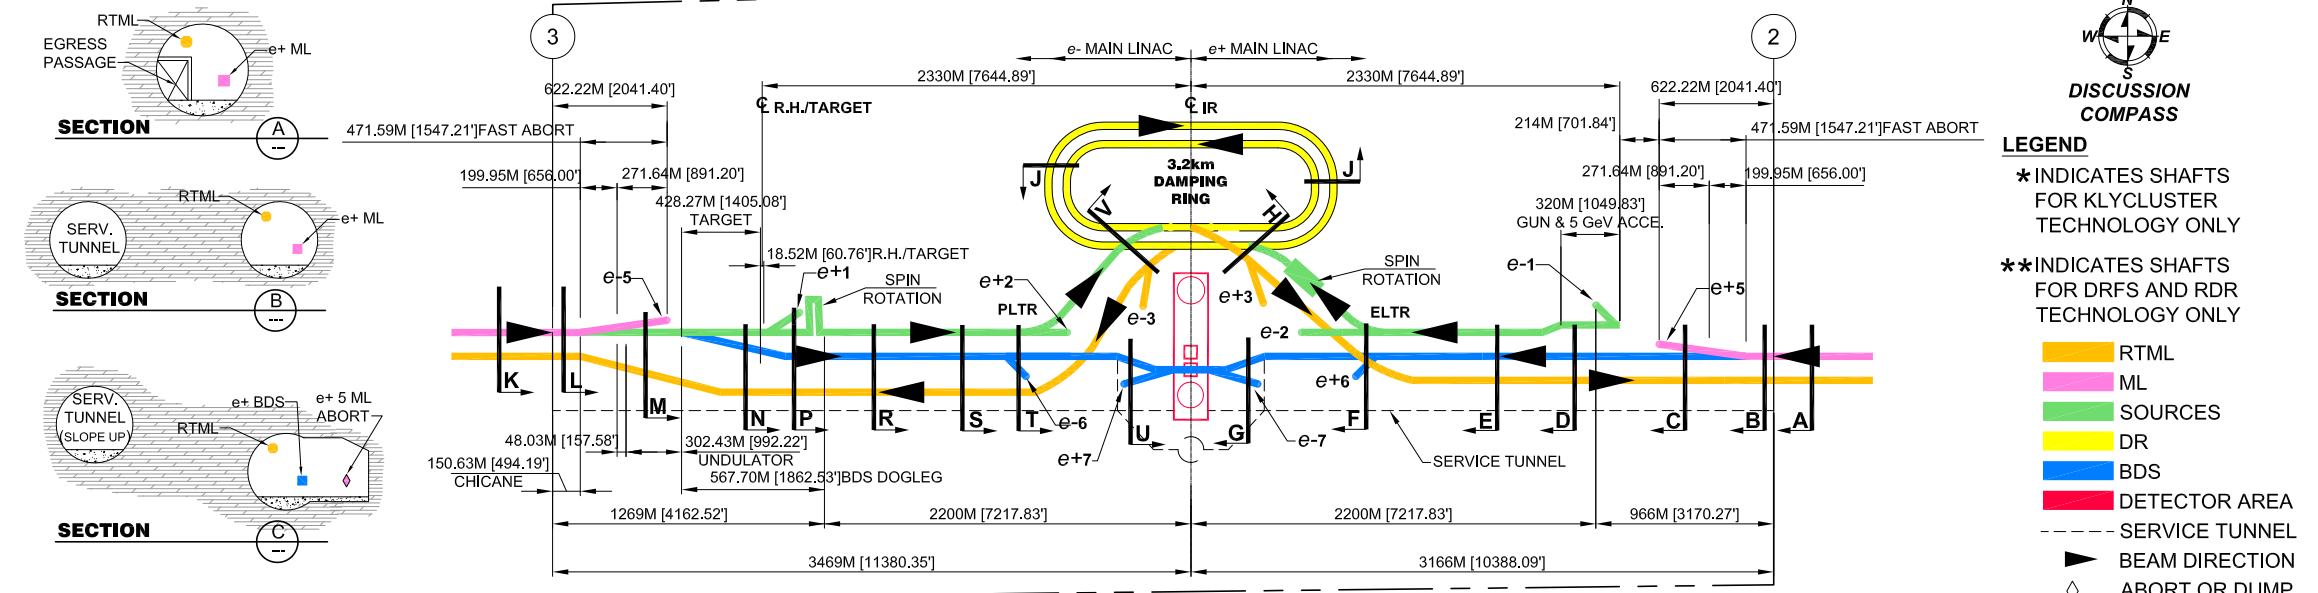 RTML
EGRESS
PASSAGE
e+ ML
SECTION
A
---
RTML
e+ ML
SERV.
TUNNEL
SECTION
B
---
SERV.
TUNNEL
(SLOPE UP)
e+ BDS
e+ 5 ML
ABORT
RTML
SECTION
C
---
3
2
e- MAIN LINAC
e+ MAIN LINAC
2330M [7644.89']
2330M [7644.89']
622.22M [2041.40']
622.22M [2041.40']
℄ R.H./TARGET
℄ IR
471.59M [1547.21']FAST ABORT
214M [701.84']
471.59M [1547.21']FAST ABORT
199.95M [656.00']
271.64M [891.20']
271.64M [891.20']
199.95M [656.00']
428.27M [1405.08']
TARGET
320M [1049.83']
GUN & 5 GeV ACCE.
18.52M [60.76']R.H./TARGET
3.2km
DAMPING
RING
J
J
V
H
e-5
e+1
SPIN
ROTATION
e+2
PLTR
e-3
e+3
SPIN
ROTATION
ELTR
e-2
e-1
e+5
e+6
e-6
e+7
e-7
K
L
M
N
P
R
S
T
U
G
F
E
D
C
B
A
48.03M [157.58']
302.43M [992.22']
UNDULATOR
150.63M [494.19']
CHICANE
567.70M [1862.53']BDS DOGLEG
SERVICE TUNNEL
1269M [4162.52']
2200M [7217.83']
2200M [7217.83']
966M [3170.27']
3469M [11380.35']
3166M [10388.09']
N
W
E
S
DISCUSSION
COMPASS
LEGEND
*INDICATES SHAFTS
FOR KLYCLUSTER
TECHNOLOGY ONLY
**INDICATES SHAFTS
FOR DRFS AND RDR
TECHNOLOGY ONLY
RTML
ML
SOURCES
DR
BDS
DETECTOR AREA
SERVICE TUNNEL
BEAM DIRECTION
ABORT OR DUMP